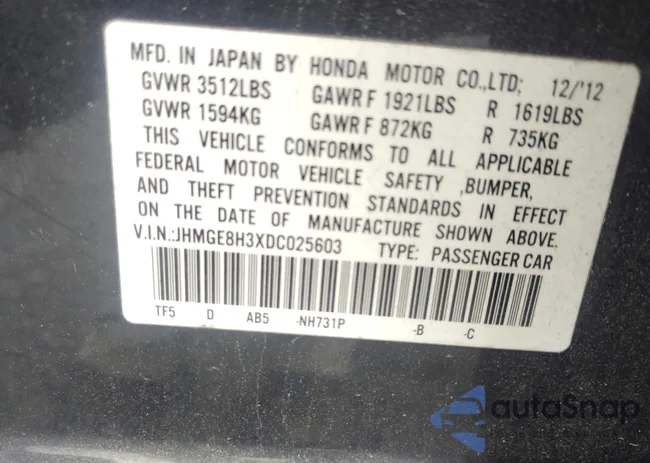 MFD. IN JAPAN BY HONDA MOTOR CO.,LTD; 12/'12
GVWR 3512LBS GAWR F 1921LBS R 1619LBS
GVWR 1594KG GAWR F 872KG R 735KG
THIS VEHICLE CONFORMS TO ALL APPLICABLE
FEDERAL MOTOR VEHICLE SAFETY ,BUMPER,
AND THEFT PREVENTION STANDARDS IN EFFECT
ON THE DATE OF MANUFACTURE SHOWN ABOVE.
V.I.N.:JHMGE8H3XDC025603 TYPE: PASSENGER CAR
TF5 D AB5 -NH731P -B -C
autoSnap